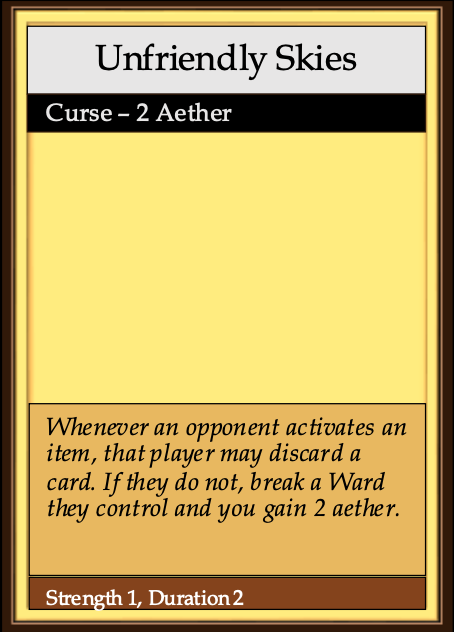 Unfriendly Skies
Curse – 2 Aether
Whenever an opponent activates an
item, that player may discard a
card. If they do not, break a Ward
they control and you gain 2 aether.
Strength 1, Duration 2